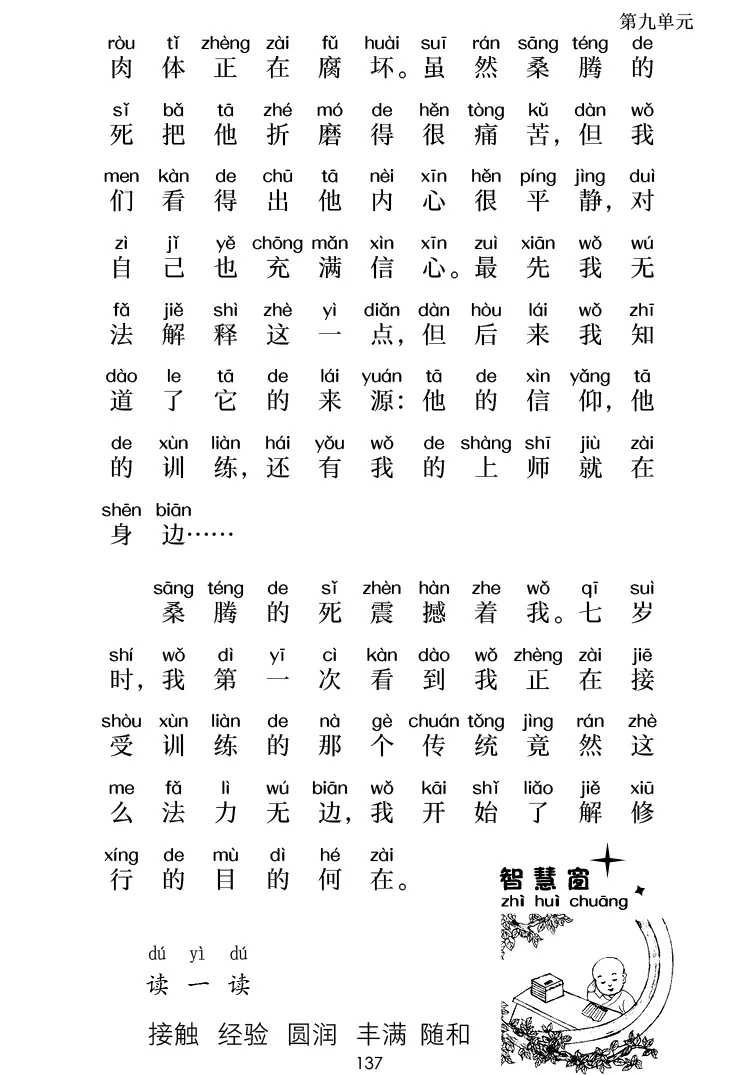 第九单元
ròu tǐ zhèng zài fǔ huài suī rán sāng téng de
肉体正在腐坏。虽然桑腾的
sǐ bǎ tā zhé mó de hěn tòng kǔ dàn wǒ
死把他折磨得很痛苦,但我
men kàn de chū tā nèi xīn hěn píng jìng duì
们看得出他内心很平静,对
zì jǐ yě chōng mǎn xìn xīn zuì xiān wǒ wú
自己也充满信心。最先我无
fǎ jiě shì zhè yì diǎn dàn hòu lái wǒ zhī
法解释这一点,但后来我知
dào le tā de lái yuán tā de xìn yǎng tā
道了它的来源:他的信仰,他
de xùn liàn hái yǒu wǒ de shàng shī jiù zài
的训练,还有我的上师就在
shēn biān
身边……
sāng téng de sǐ zhèn hàn zhe wǒ qī suì
桑腾的死震撼着我。七岁
shí wǒ dì yī cì kàn dào wǒ zhèng zài jiē
时,我第一次看到我正在接
shòu xùn liàn de nà gè chuán tǒng jìng rán zhè
受训练的那个传统竟然这
me fǎ lì wú biān wǒ kāi shǐ liǎo jiě xiū
么法力无边,我开始了解修
xíng de mù dì hé zài
行的目的何在。
智慧窗
zhì huì chuāng
dú yì dú
读一读
接触 经验 圆润 丰满 随和
137